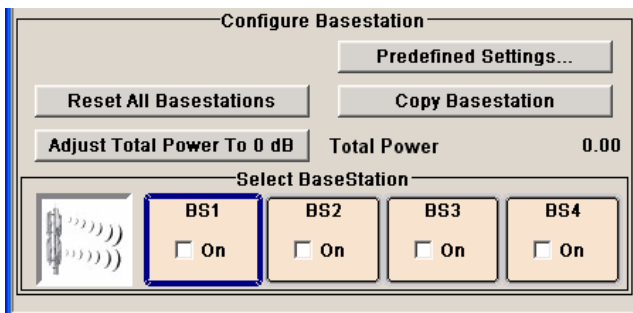 Configure Basestation
Predefined Settings...
Reset All Basestations
Copy Basestation
Adjust Total Power To 0 dB
Total Power 0.00
Select BaseStation
BS1 BS2 BS3 BS4
On On On On